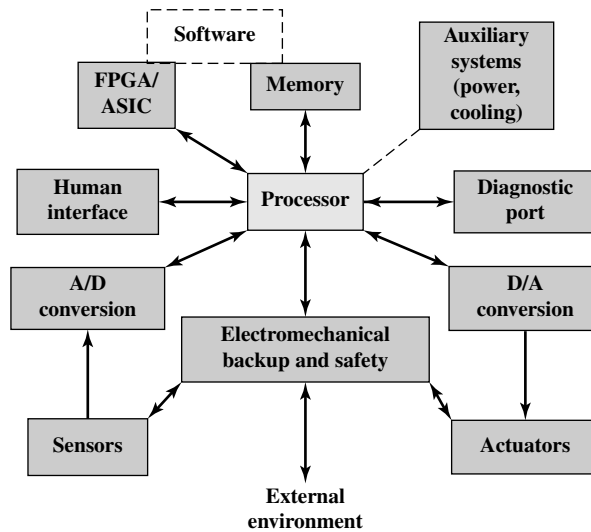 Software
Auxiliary
systems
(power,
cooling)
FPGA/
ASIC
Memory
Human
interface
Processor
Diagnostic
port
A/D
conversion
D/A
conversion
Electromechanical
backup and safety
Sensors
Actuators
External
environment